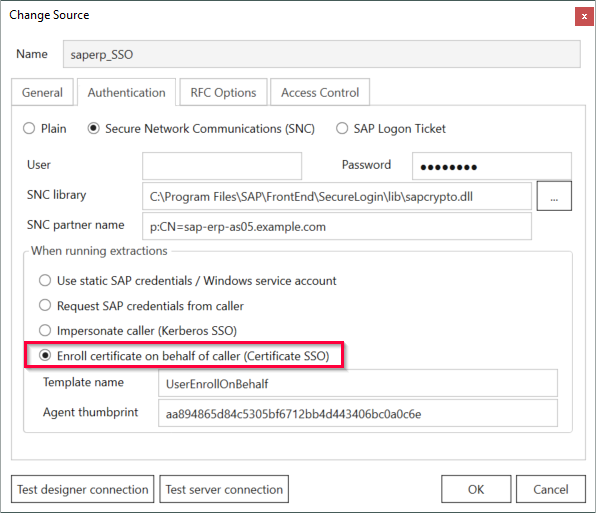 Change Source
x
Name saperp_SSO
General Authentication RFC Options Access Control
Plain Secure Network Communications (SNC) SAP Logon Ticket
User Password ●●●●●●●●
SNC library C:\Program Files\SAP\FrontEnd\SecureLogin\lib\sapcrypto.dll ...
SNC partner name p:CN=sap-erp-as05.example.com
When running extractions
Use static SAP credentials / Windows service account
Request SAP credentials from caller
Impersonate caller (Kerberos SSO)
Enroll certificate on behalf of caller (Certificate SSO)
Template name UserEnrollOnBehalf
Agent thumbprint aa894865d84c5305bf6712bb4d443406bc0a0c6e
Test designer connection Test server connection OK Cancel